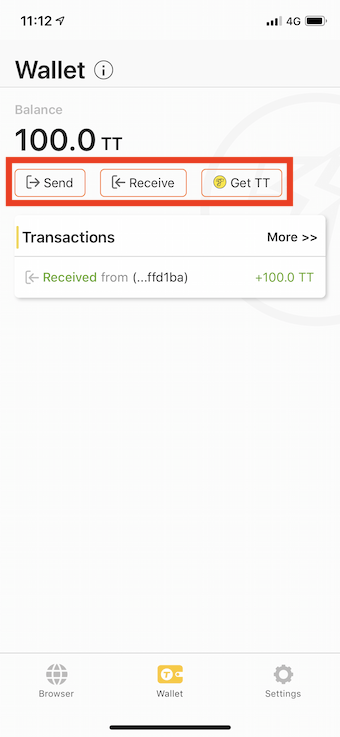 11:12 4G
Wallet
Balance
100.0 TT
Send Receive Get TT
Transactions More >>
Received from (...ffd1ba) +100.0 TT
Browser Wallet Settings